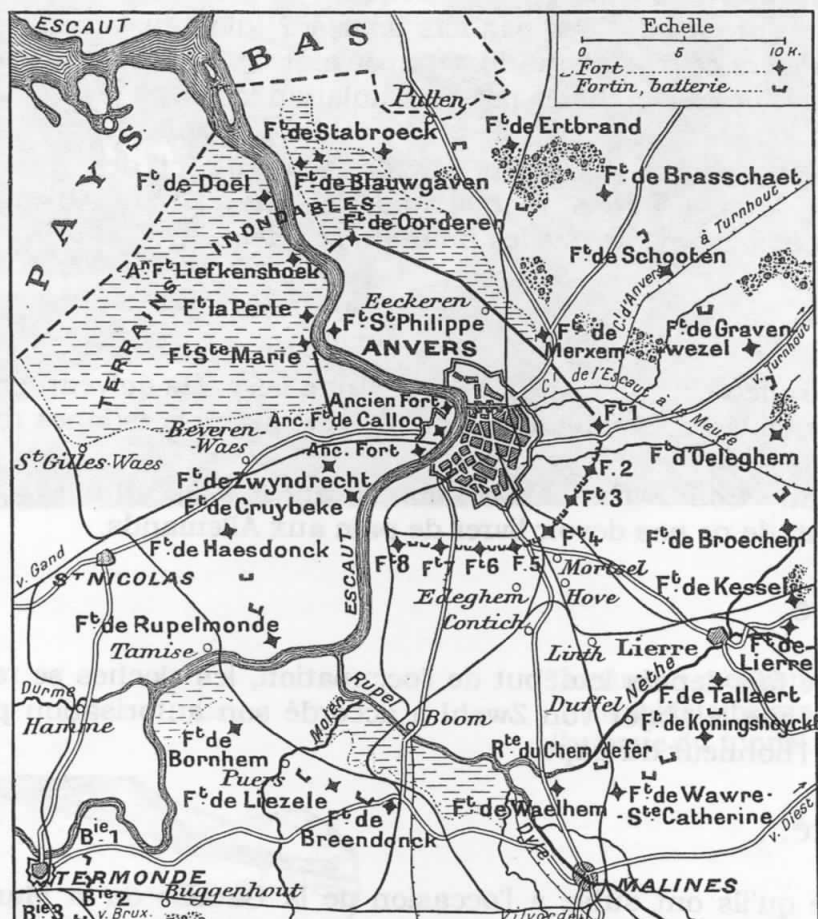 ESCAUT
PAYS BAS
Echelle
0 5 10 K.
Fort
Fortin, batterie
Putten
Fᵗ de Stabroeck
Fᵗ de Ertbrand
Fᵗ de Doel
Fᵗ de Blauwgaven
Fᵗ de Brasschaet
TERRAINS INONDABLES
Fᵗ de Oorderen
Aⁿ Fᵗ Liefkenshoek
Fᵗ de Schooten
à Turnhout
C. d'Anvers
Eeckeren
Fᵗ la Perle
Fᵗ Sᵗ Philippe
Fᵗ de Merxem
Fᵗ de Graven
wezel
Fᵗ Sᵗᵉ Marie
ANVERS
v. Turnhout
C
de l'Escaut à la Meuse
Ancien Fort
Anc. Fᵗ de Calloo
Fᵗ 1
Beveren-
Waes
Anc. Fort
Sᵗ Gilles-Waes
F. 2
Fᵗ d'Oeleghem
Fᵗ de Zwyndrecht
Fᵗ 3
Fᵗ de Cruybeke
Fᵗ de Haesdonck
ESCAUT
Fᵗ 8
Fᵗ 7
Fᵗ 6
F. 5
Fᵗ 4
Fᵗ de Broechem
v. Gand
Sᵗ NICOLAS
Mortsel
Edeghem
Hove
Fᵗ de Kessel
Contich
Fᵗ de Rupelmonde
Tamise
Linth
Lierre
Fᵗ de
Lierre
Durme
Hamme
Rupel
Moten
Duffel
Nèthe
F. de Tallaert
Boom
Fᵗ de Koningshoyckt
Fᵗ de
Bornhem
Rᵗᵉ du Chem. de fer
Puers
Fᵗ de Liezele
Fᵗ de Waelhem
Fᵗ de Wavre-
Sᵗᵉ Catherine
Fᵗ de
Breendonck
Dyle
v. Diest
Bⁱᵉ 1
TERMONDE
Bⁱᵉ 2
Buggenhout
MALINES
Bⁱᵉ 3
v. Brux.
Vilvorde